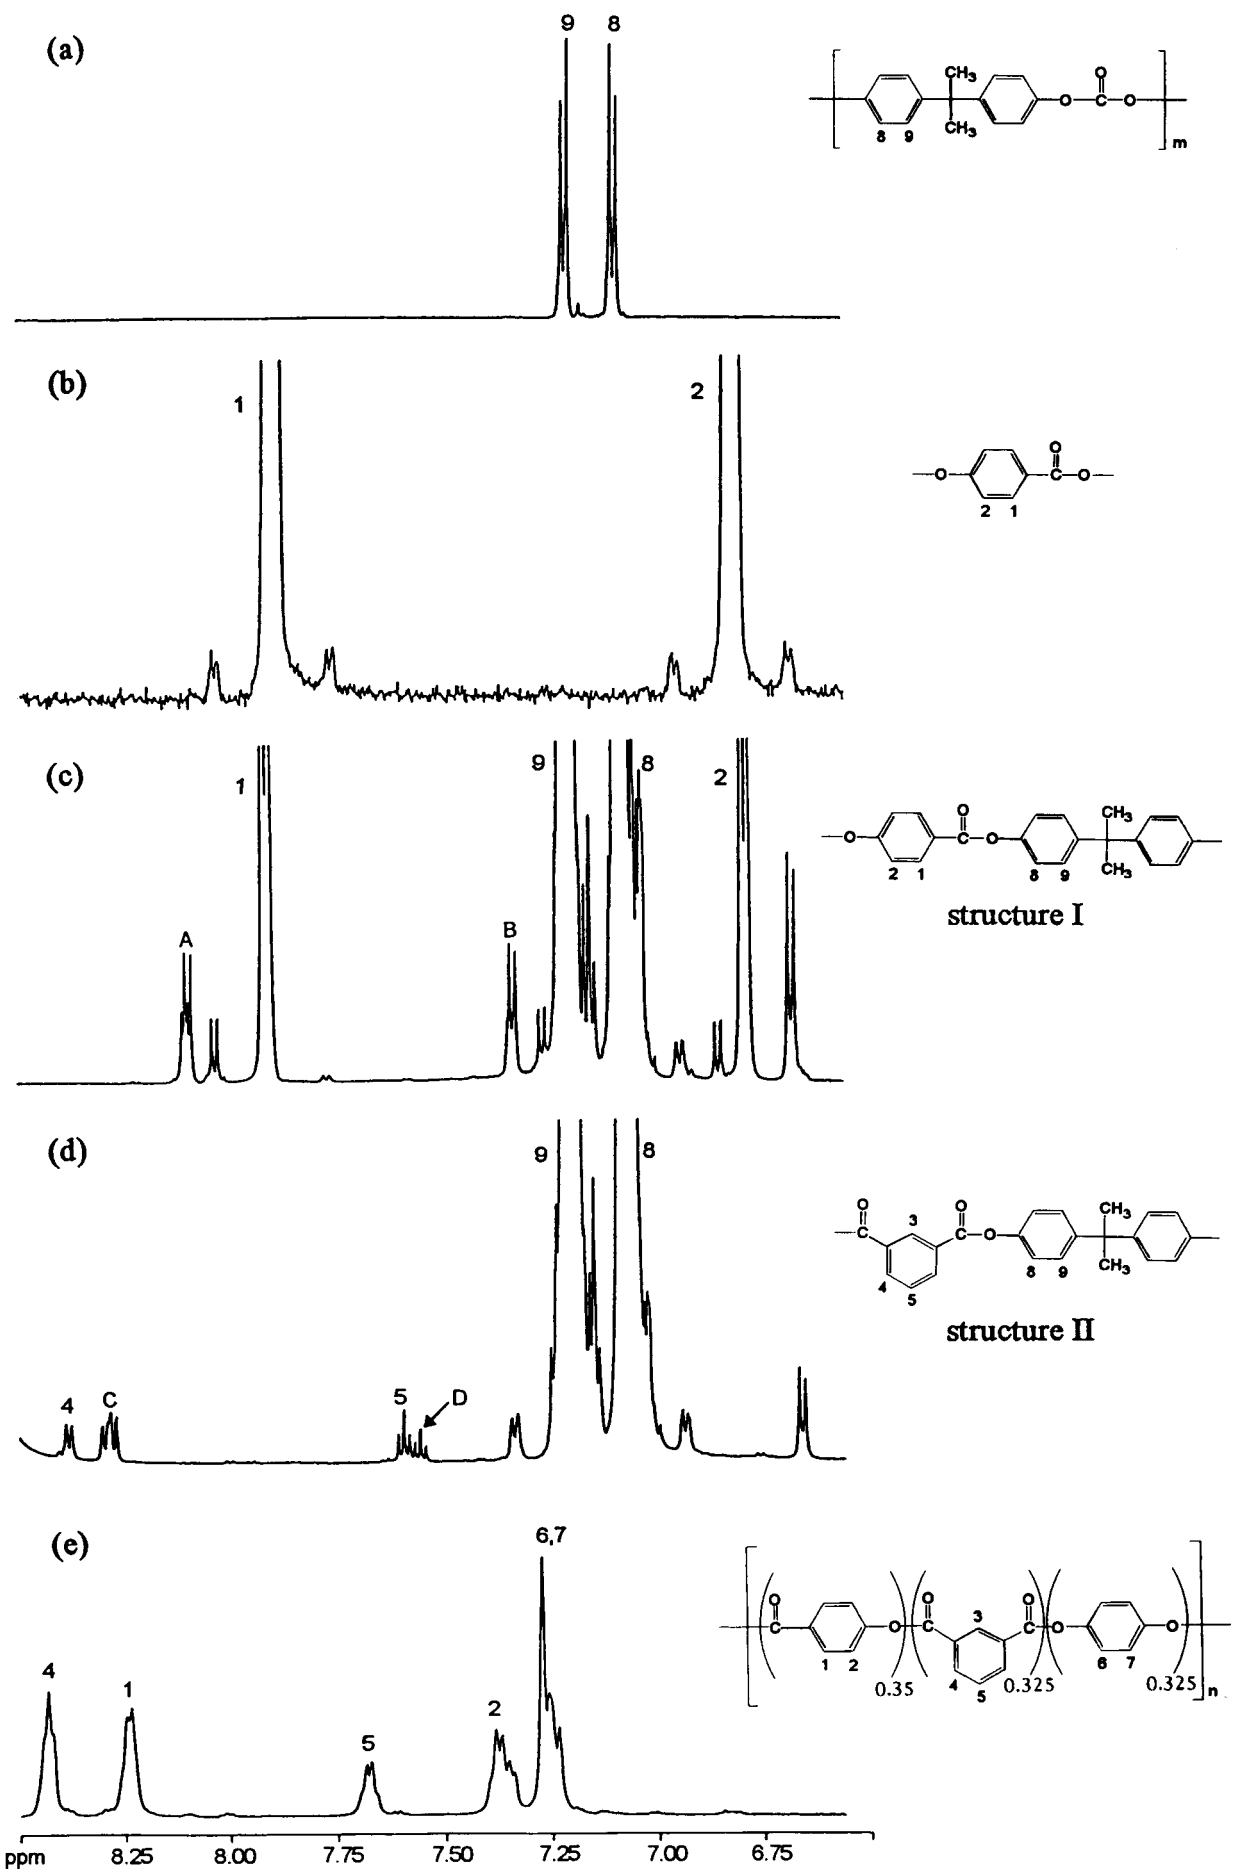 (a)
9 8
CH₃
CH₃
O
O C O
8 9
m
(b)
1
2
O
O C O
2 1
(c)
1
9
8
2
A
B
O
O C O
CH₃
CH₃
2 1 8 9
structure I
(d)
9
8
4 C
5 D
O O
C C O
3
4
5
CH₃
CH₃
8 9
structure II
(e)
4
1
5
2
6,7
O O O
C O C C O O
3
1 2 4 5 6 7
0.35 0.325 0.325 n
ppm 8.25 8.00 7.75 7.50 7.25 7.00 6.75